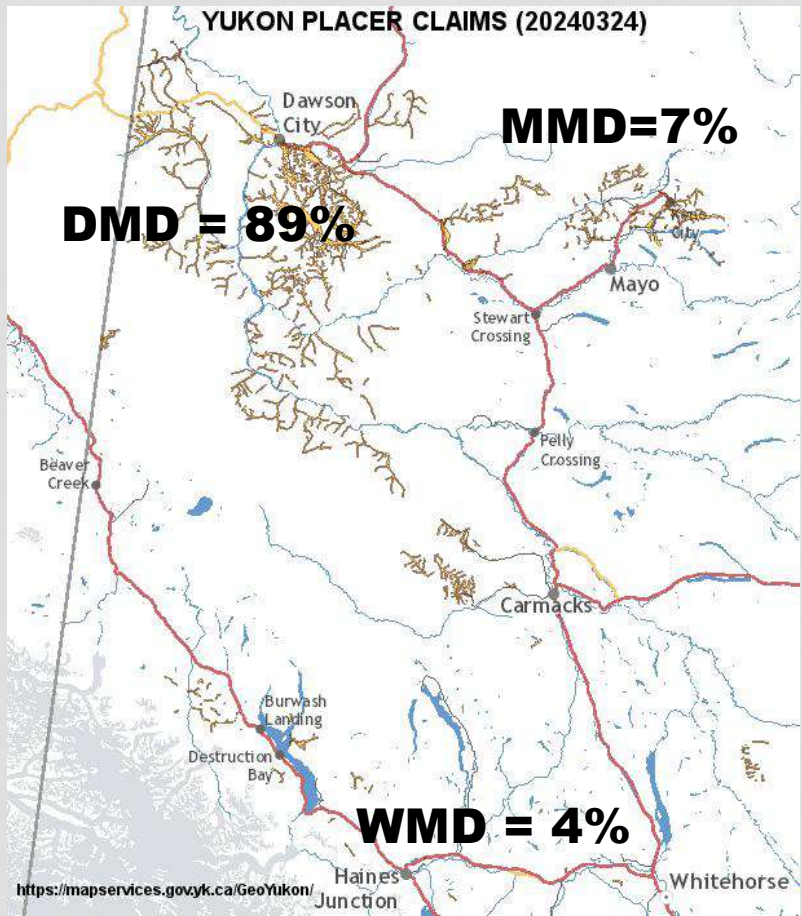 YUKON PLACER CLAIMS (20240324)
Dawson
City
MMD=7%
DMD = 89%
City
Mayo
Stewart
Crossing
Pelly
Crossing
Beaver
Creek
Carmacks
Burwash
Landing
Destruction
Bay
WMD = 4%
Haines
Junction
Whitehorse
https://mapservices.gov.yk.ca/GeoYukon/